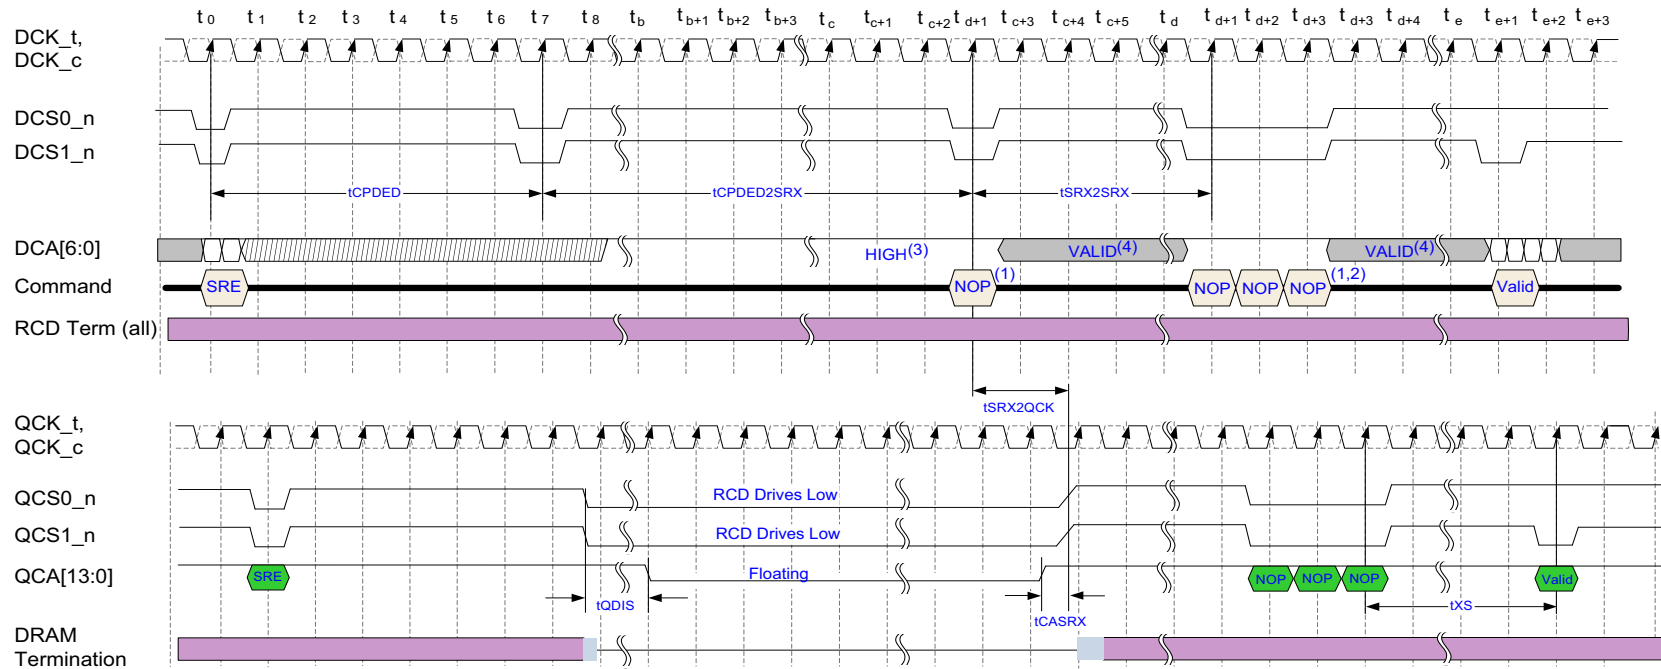 t0 t1 t2 t3 t4 t5 t6 t7 t8 tb tb+1 tb+2 tb+3 tc tc+1 tc+2 td+1 tc+3 tc+4 tc+5 td td+1 td+2 td+3 td+3 td+4 te te+1 te+2 te+3
DCK_t,
DCK_c
DCS0_n
DCS1_n
tCPDED tCPDED2SRX tSRX2SRX
DCA[6:0] HIGH(3) VALID(4) VALID(4)
Command SRE NOP(1) NOP NOP NOP(1,2) Valid
RCD Term (all)
tSRX2QCK
QCK_t,
QCK_c
QCS0_n RCD Drives Low
QCS1_n RCD Drives Low
QCA[13:0] SRE Floating NOP NOP NOP Valid
tQDIS tCASRX tXS
DRAM
Termination